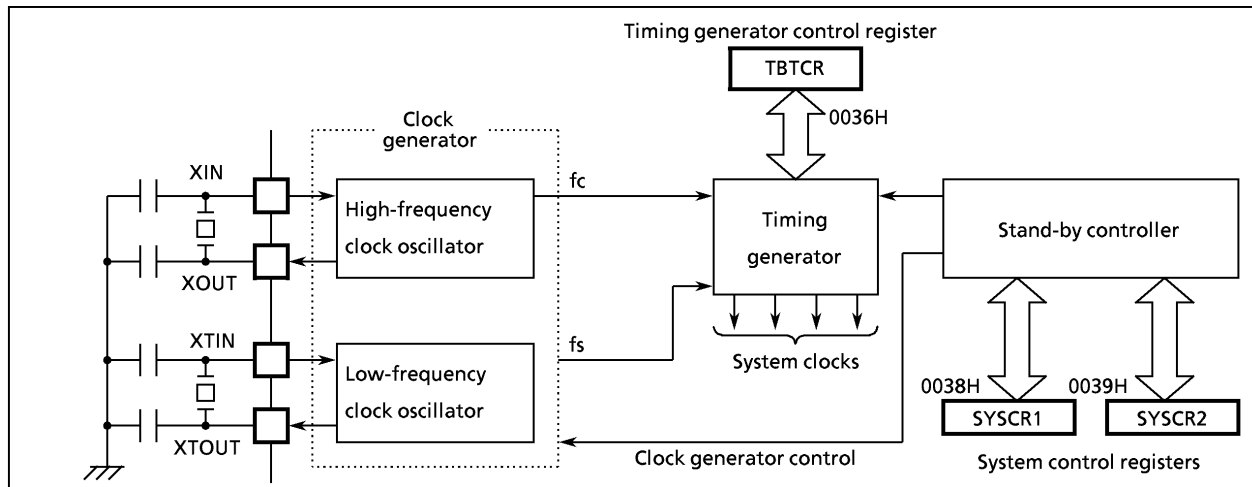 Timing generator control register
TBTCR
0036H
Clock
generator
XIN
fc
High-frequency
clock oscillator
Timing
generator
Stand-by controller
XOUT
XTIN
fs
System clocks
Low-frequency
clock oscillator
0038H
0039H
SYSCR1
SYSCR2
XTOUT
Clock generator control
System control registers